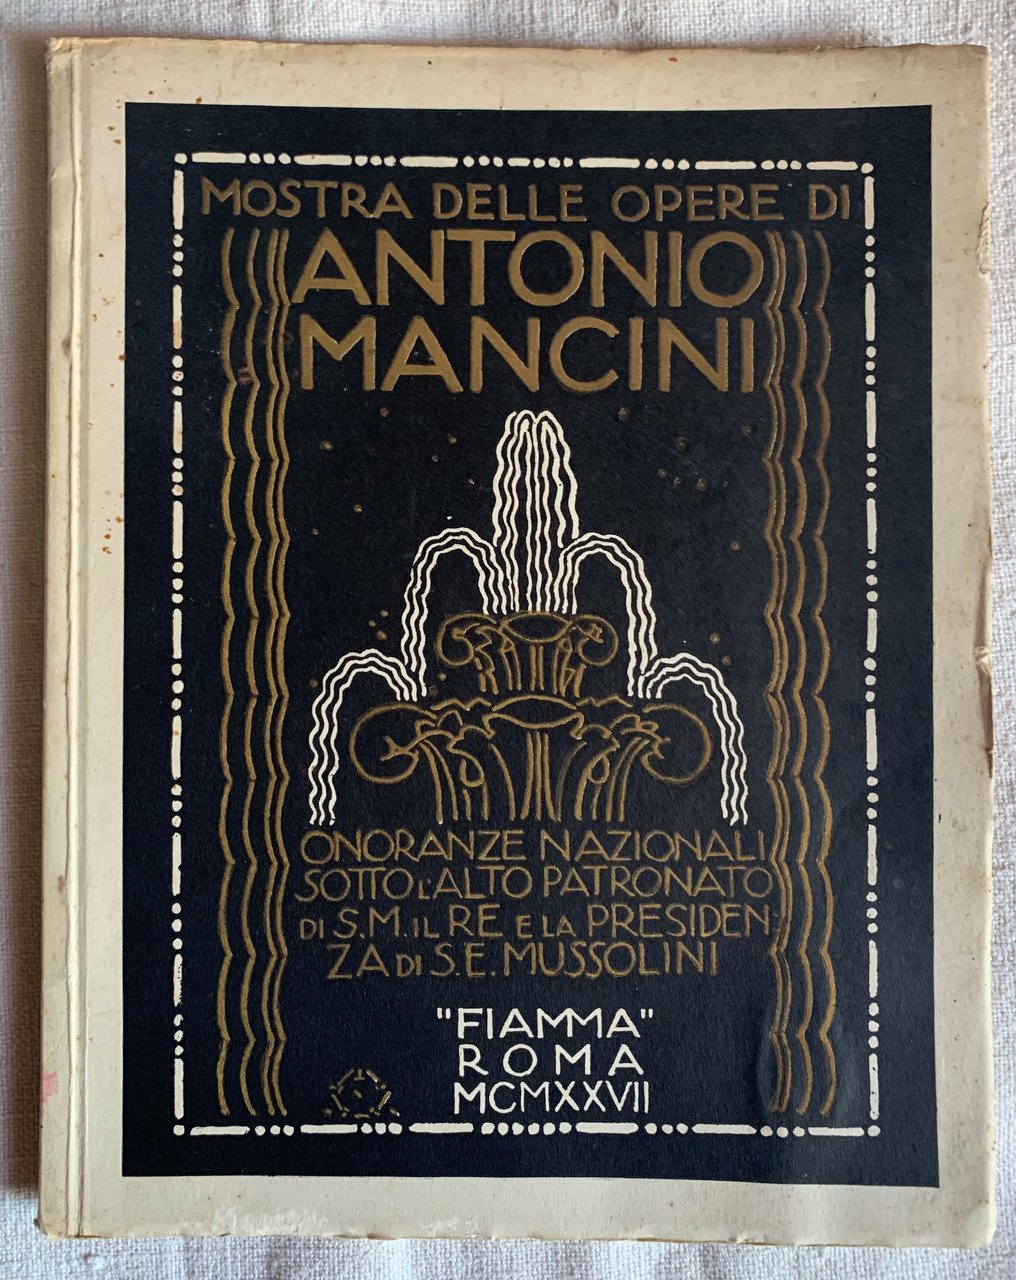 MOSTRA DELLE OPERE DI
ANTONIO
MANCINI
ONORANZE NAZIONALI
SOTTO L'ALTO PATRONATO
DI S.M. IL RE E LA PRESIDEN
ZA DI S.E. MUSSOLINI
"FIAMMA"
ROMA
MCMXXVII